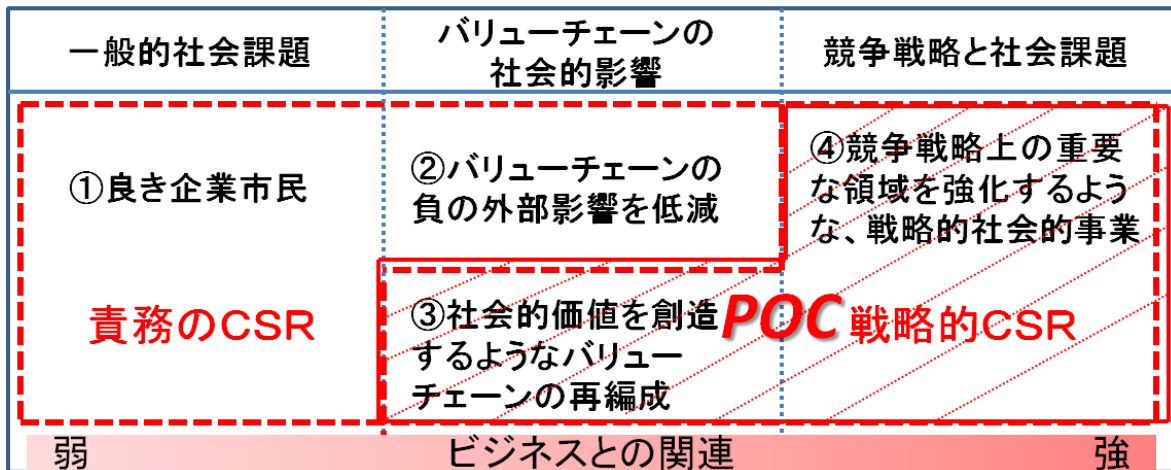 一般的社会課題
バリューチェーンの
社会的影響
競争戦略と社会課題
①良き企業市民
②バリューチェーンの
負の外部影響を低減
④競争戦略上の重要
な領域を強化するよう
な、戦略的社会的事業
責務のCSR
③社会的価値を創造
するようなバリュー
チェーンの再編成
POC 戦略的CSR
弱 ビジネスとの関連 強